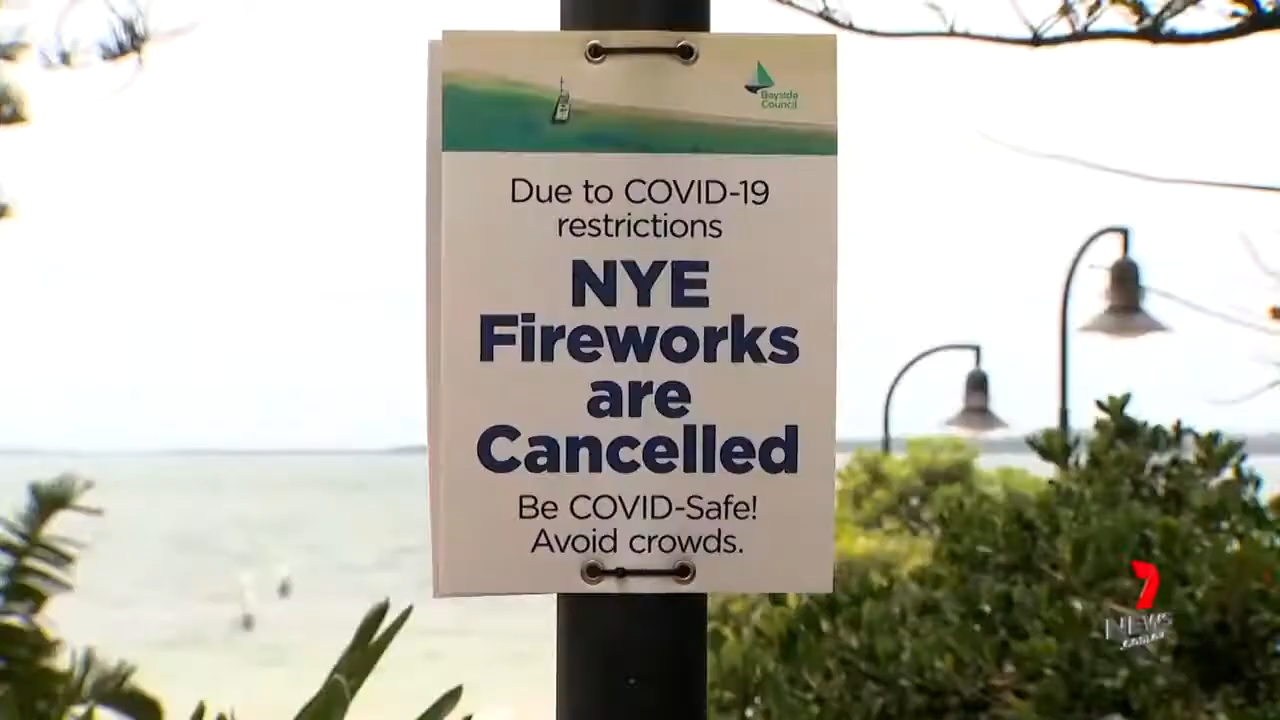 Bayside
Council
Due to COVID-19
restrictions
NYE
Fireworks
are
Cancelled
Be COVID-Safe!
Avoid crowds.
7
NEWS